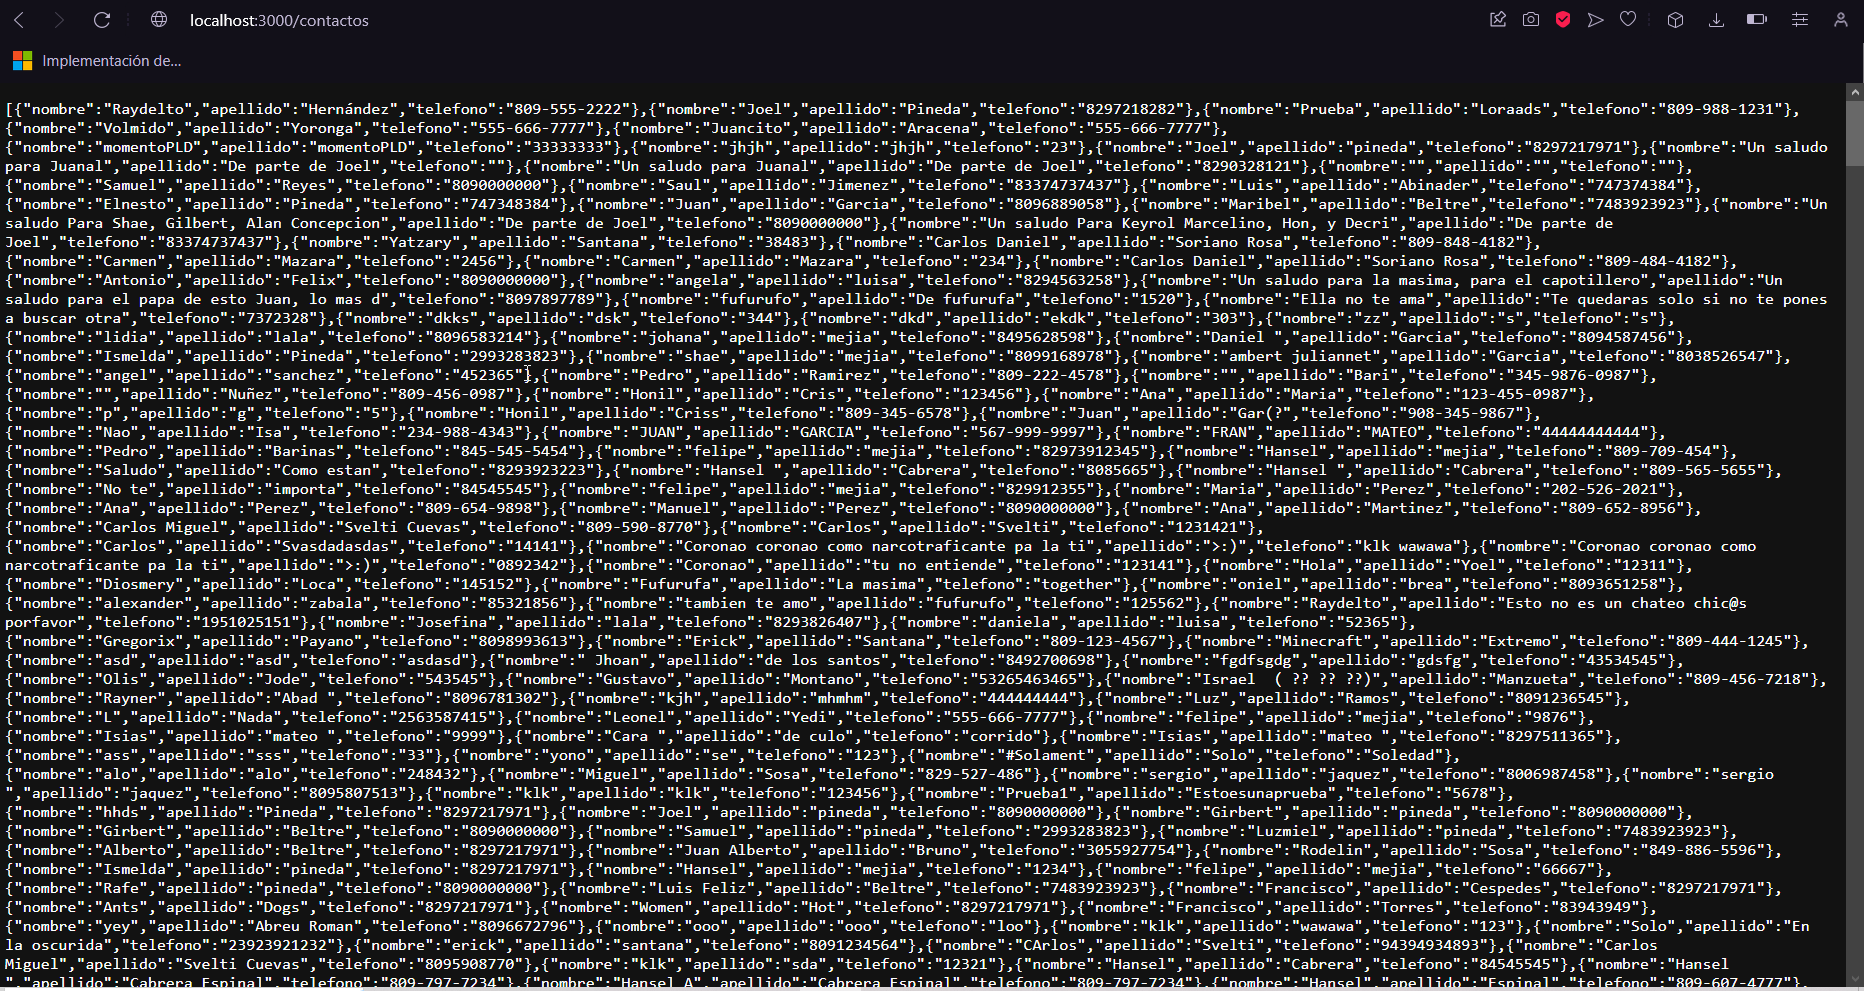 localhost:3000/contactos
Implementación de...
[{"nombre":"Raydelto","apellido":"Hernández","telefono":"809-555-2222"},{"nombre":"Joel","apellido":"Pineda","telefono":"8297218282"},{"nombre":"Prueba","apellido":"Loraads","telefono":"809-988-1231"},
{"nombre":"Volmido","apellido":"Yoronga","telefono":"555-666-7777"},{"nombre":"Juancito","apellido":"Aracena","telefono":"555-666-7777"},
{"nombre":"momentoPLD","apellido":"momentoPLD","telefono":"33333333"},{"nombre":"jhjh","apellido":"jhjh","telefono":"23"},{"nombre":"Joel","apellido":"pineda","telefono":"8297217971"},{"nombre":"Un saludo
para Juanal","apellido":"De parte de Joel","telefono":""},{"nombre":"Un saludo para Juanal","apellido":"De parte de Joel","telefono":"8290328121"},{"nombre":"","apellido":"","telefono":""},
{"nombre":"Samuel","apellido":"Reyes","telefono":"8090000000"},{"nombre":"Saul","apellido":"Jimenez","telefono":"83374737437"},{"nombre":"Luis","apellido":"Abinader","telefono":"747374384"},
{"nombre":"Elnesto","apellido":"Pineda","telefono":"747348384"},{"nombre":"Juan","apellido":"Garcia","telefono":"8096889058"},{"nombre":"Maribel","apellido":"Beltre","telefono":"7483923923"},{"nombre":"Un
saludo Para Shae, Gilbert, Alan Concepcion","apellido":"De parte de Joel","telefono":"8090000000"},{"nombre":"Un saludo Para Keyrol Marcelino, Hon, y Decri","apellido":"De parte de
Joel","telefono":"83374737437"},{"nombre":"Yatzary","apellido":"Santana","telefono":"38483"},{"nombre":"Carlos Daniel","apellido":"Soriano Rosa","telefono":"809-848-4182"},
{"nombre":"Carmen","apellido":"Mazara","telefono":"2456"},{"nombre":"Carmen","apellido":"Mazara","telefono":"234"},{"nombre":"Carlos Daniel","apellido":"Soriano Rosa","telefono":"809-484-4182"},
{"nombre":"Antonio","apellido":"Felix","telefono":"8090000000"},{"nombre":"angela","apellido":"luisa","telefono":"8294563258"},{"nombre":"Un saludo para la masima, para el capotillero","apellido":"Un
saludo para el papa de esto Juan, lo mas d","telefono":"8097897789"},{"nombre":"fufurufo","apellido":"De fufurufa","telefono":"1520"},{"nombre":"Ella no te ama","apellido":"Te quedaras solo si no te pones
a buscar otra","telefono":"7372328"},{"nombre":"dkks","apellido":"dsk","telefono":"344"},{"nombre":"dkd","apellido":"ekdk","telefono":"303"},{"nombre":"zz","apellido":"s","telefono":"s"},
{"nombre":"lidia","apellido":"lala","telefono":"8096583214"},{"nombre":"johana","apellido":"mejia","telefono":"8495628598"},{"nombre":"Daniel ","apellido":"Garcia","telefono":"8094587456"},
{"nombre":"Ismelda","apellido":"Pineda","telefono":"2993283823"},{"nombre":"shae","apellido":"mejia","telefono":"8099168978"},{"nombre":"ambert juliannet","apellido":"Garcia","telefono":"8038526547"},
{"nombre":"angel","apellido":"sanchez","telefono":"452365"},{"nombre":"Pedro","apellido":"Ramirez","telefono":"809-222-4578"},{"nombre":"","apellido":"Bari","telefono":"345-9876-0987"},
{"nombre":"","apellido":"Nuñez","telefono":"809-456-0987"},{"nombre":"Honil","apellido":"Cris","telefono":"123456"},{"nombre":"Ana","apellido":"Maria","telefono":"123-455-0987"},
{"nombre":"p","apellido":"g","telefono":"5"},{"nombre":"Honil","apellido":"Criss","telefono":"809-345-6578"},{"nombre":"Juan","apellido":"Gar(?","telefono":"908-345-9867"},
{"nombre":"Nao","apellido":"Isa","telefono":"234-988-4343"},{"nombre":"JUAN","apellido":"GARCIA","telefono":"567-999-9997"},{"nombre":"FRAN","apellido":"MATEO","telefono":"44444444444"},
{"nombre":"Pedro","apellido":"Barinas","telefono":"845-545-5454"},{"nombre":"felipe","apellido":"mejia","telefono":"82973912345"},{"nombre":"Hansel","apellido":"mejia","telefono":"809-709-454"},
{"nombre":"Saludo","apellido":"Como estan","telefono":"8293923223"},{"nombre":"Hansel ","apellido":"Cabrera","telefono":"8085665"},{"nombre":"Hansel ","apellido":"Cabrera","telefono":"809-565-5655"},
{"nombre":"No te","apellido":"importa","telefono":"84545545"},{"nombre":"felipe","apellido":"mejia","telefono":"829912355"},{"nombre":"Maria","apellido":"Perez","telefono":"202-526-2021"},
{"nombre":"Ana","apellido":"Perez","telefono":"809-654-9898"},{"nombre":"Manuel","apellido":"Perez","telefono":"8090000000"},{"nombre":"Ana","apellido":"Martinez","telefono":"809-652-8956"},
{"nombre":"Carlos Miguel","apellido":"Svelti Cuevas","telefono":"809-590-8770"},{"nombre":"Carlos","apellido":"Svelti","telefono":"1231421"},
{"nombre":"Carlos","apellido":"Svasdadasdas","telefono":"14141"},{"nombre":"Coronao coronao como narcotraficante pa la ti","apellido":">:)","telefono":"klk wawawa"},{"nombre":"Coronao coronao como
narcotraficante pa la ti","apellido":">:)","telefono":"0892342"},{"nombre":"Coronao","apellido":"tu no entiende","telefono":"123141"},{"nombre":"Hola","apellido":"Yoel","telefono":"12311"},
{"nombre":"Diosmery","apellido":"Loca","telefono":"145152"},{"nombre":"Fufurufa","apellido":"La masima","telefono":"together"},{"nombre":"oniel","apellido":"brea","telefono":"8093651258"},
{"nombre":"alexander","apellido":"zabala","telefono":"85321856"},{"nombre":"tambien te amo","apellido":"fufurufo","telefono":"125562"},{"nombre":"Raydelto","apellido":"Esto no es un chateo chic@s
porfavor","telefono":"1951025151"},{"nombre":"Josefina","apellido":"lala","telefono":"8293826407"},{"nombre":"daniela","apellido":"luisa","telefono":"52365"},
{"nombre":"Gregorix","apellido":"Payano","telefono":"8098993613"},{"nombre":"Erick","apellido":"Santana","telefono":"809-123-4567"},{"nombre":"Minecraft","apellido":"Extremo","telefono":"809-444-1245"},
{"nombre":"asd","apellido":"asd","telefono":"asdasd"},{"nombre":" Jhoan","apellido":"de los santos","telefono":"8492700698"},{"nombre":"fgdfsgdg","apellido":"gdsfg","telefono":"43534545"},
{"nombre":"Olis","apellido":"Jode","telefono":"543545"},{"nombre":"Gustavo","apellido":"Montano","telefono":"53265463465"},{"nombre":"Israel  ( ?? ?? ??)","apellido":"Manzueta","telefono":"809-456-7218"},
{"nombre":"Rayner","apellido":"Abad ","telefono":"8096781302"},{"nombre":"kjh","apellido":"mhmhm","telefono":"444444444"},{"nombre":"Luz","apellido":"Ramos","telefono":"8091236545"},
{"nombre":"L","apellido":"Nada","telefono":"2563587415"},{"nombre":"Leonel","apellido":"Yedi","telefono":"555-666-7777"},{"nombre":"felipe","apellido":"mejia","telefono":"9876"},
{"nombre":"Isias","apellido":"mateo ","telefono":"9999"},{"nombre":"Cara ","apellido":"de culo","telefono":"corrido"},{"nombre":"Isias","apellido":"mateo ","telefono":"8297511365"},
{"nombre":"ass","apellido":"sss","telefono":"33"},{"nombre":"yono","apellido":"se","telefono":"123"},{"nombre":"#Solament","apellido":"Solo","telefono":"Soledad"},
{"nombre":"alo","apellido":"alo","telefono":"248432"},{"nombre":"Miguel","apellido":"Sosa","telefono":"829-527-486"},{"nombre":"sergio","apellido":"jaquez","telefono":"8006987458"},{"nombre":"sergio
","apellido":"jaquez","telefono":"8095807513"},{"nombre":"klk","apellido":"klk","telefono":"123456"},{"nombre":"Prueba1","apellido":"Estoesunaprueba","telefono":"5678"},
{"nombre":"hhds","apellido":"Pineda","telefono":"8297217971"},{"nombre":"Joel","apellido":"pineda","telefono":"8090000000"},{"nombre":"Girbert","apellido":"pineda","telefono":"8090000000"},
{"nombre":"Girbert","apellido":"Beltre","telefono":"8090000000"},{"nombre":"Samuel","apellido":"pineda","telefono":"2993283823"},{"nombre":"Luzmiel","apellido":"pineda","telefono":"7483923923"},
{"nombre":"Alberto","apellido":"Beltre","telefono":"8297217971"},{"nombre":"Juan Alberto","apellido":"Bruno","telefono":"3055927754"},{"nombre":"Rodelin","apellido":"Sosa","telefono":"849-886-5596"},
{"nombre":"Ismelda","apellido":"pineda","telefono":"8297217971"},{"nombre":"Hansel","apellido":"mejia","telefono":"1234"},{"nombre":"felipe","apellido":"mejia","telefono":"66667"},
{"nombre":"Rafe","apellido":"pineda","telefono":"8090000000"},{"nombre":"Luis Feliz","apellido":"Beltre","telefono":"7483923923"},{"nombre":"Francisco","apellido":"Cespedes","telefono":"8297217971"},
{"nombre":"Ants","apellido":"Dogs","telefono":"8297217971"},{"nombre":"Women","apellido":"Hot","telefono":"8297217971"},{"nombre":"Francisco","apellido":"Torres","telefono":"83943949"},
{"nombre":"yey","apellido":"Abreu Roman","telefono":"8096672796"},{"nombre":"ooo","apellido":"ooo","telefono":"loo"},{"nombre":"klk","apellido":"wawawa","telefono":"123"},{"nombre":"Solo","apellido":"En
la oscurida","telefono":"23923921232"},{"nombre":"erick","apellido":"santana","telefono":"8091234564"},{"nombre":"CArlos","apellido":"Svelti","telefono":"94394934893"},{"nombre":"Carlos
Miguel","apellido":"Svelti Cuevas","telefono":"8095908770"},{"nombre":"klk","apellido":"sda","telefono":"12321"},{"nombre":"Hansel","apellido":"Cabrera","telefono":"84545545"},{"nombre":"Hansel
","apellido":"Cabrera Espinal","telefono":"809-797-7234"},{"nombre":"Hansel A","apellido":"Cabrera Espinal","telefono":"809-797-7234"},{"nombre":"Hansel","apellido":"Espinal","telefono":"809-607-4777"},